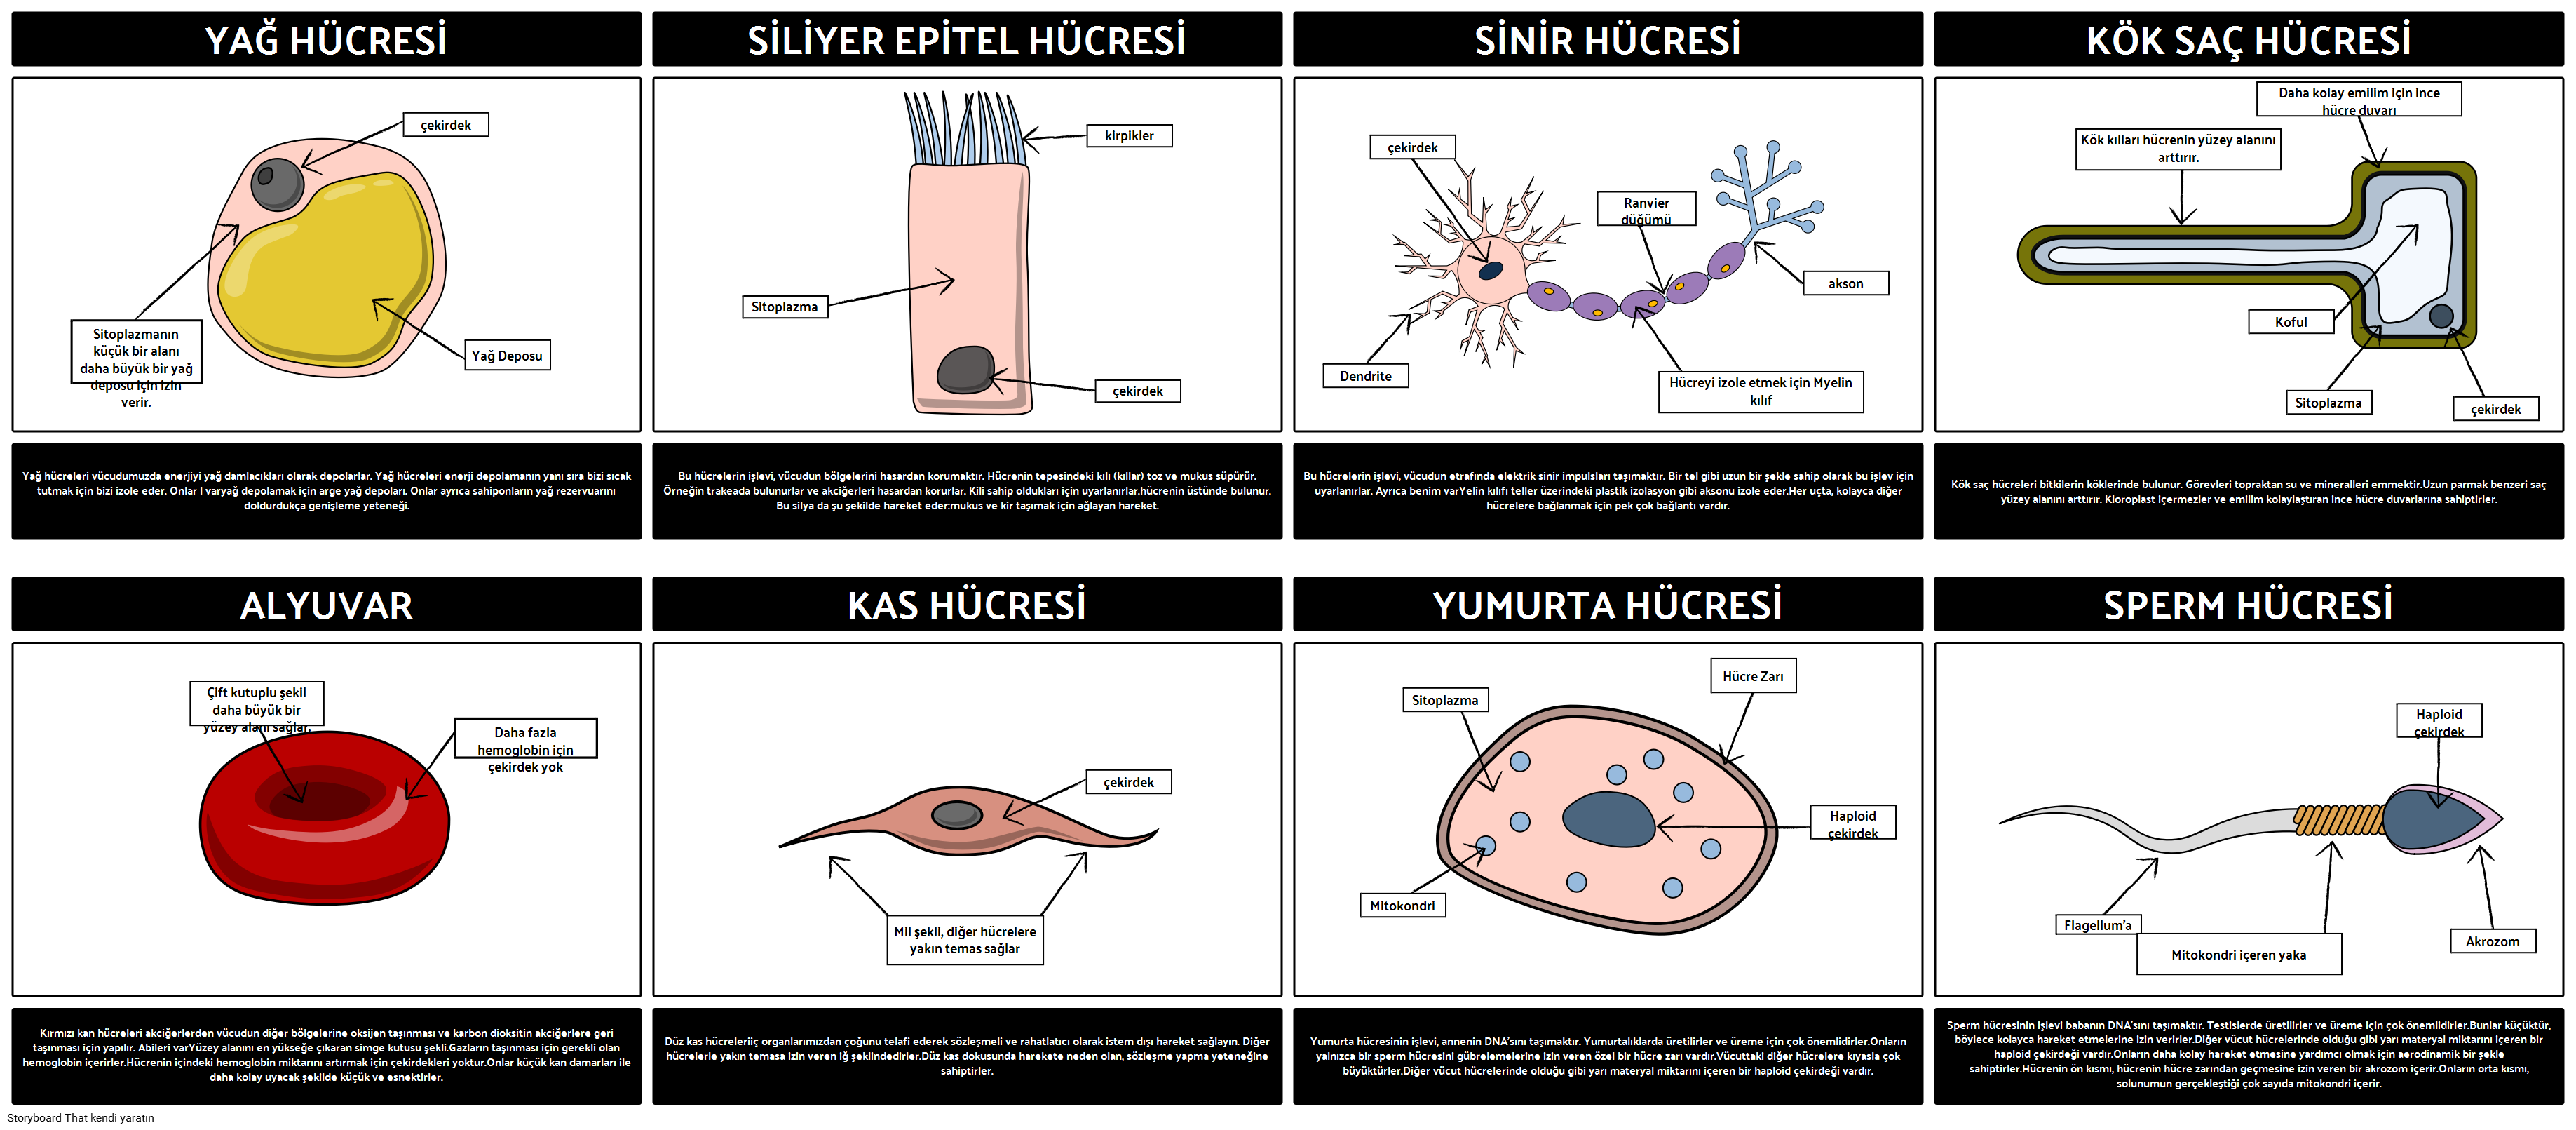 YAĞ HÜCRESİ
çekirdek
Sitoplazmanın
küçük bir alanı
daha büyük bir yağ
deposu için izin
verir.
Yağ Deposu
Yağ hücreleri vücudumuzda enerjiyi yağ damlacıkları olarak depolarlar. Yağ hücreleri enerji depolamanın yanı sıra bizi sıcak
tutmak için bizi izole eder. Onlar l varyağ depolamak için arge yağ depoları. Onlar ayrıca sahiponların yağ rezervuarını
doldurdukça genişleme yeteneği.
SİLİYER EPİTEL HÜCRESİ
kirpikler
Sitoplazma
çekirdek
Bu hücrelerin işlevi, vücudun bölgelerini hasardan korumaktır. Hücrenin tepesindeki kılı (kıllar) toz ve mukus süpürür.
Örneğin trakeada bulunurlar ve akciğerleri hasardan korurlar. Kili sahip oldukları için uyarlanırlar.hücrenin üstünde bulunur.
Bu silya da şu şekilde hareket eder:mukus ve kir taşımak için ağlayan hareket.
SİNİR HÜCRESİ
çekirdek
Ranvier
düğümü
akson
Dendrite
Hücreyi izole etmek için Myelin
kılıf
Bu hücrelerin işlevi, vücudun etrafında elektrik sinir impulsları taşımaktır. Bir tel gibi uzun bir şekle sahip olarak bu işlev için
uyarlanırlar. Ayrıca benim varYelin kılıfı teller üzerindeki plastik izolasyon gibi aksonu izole eder.Her uçta, kolayca diğer
hücrelere bağlanmak için pek çok bağlantı vardır.
KÖK SAÇ HÜCRESİ
Daha kolay emilim için ince
hücre duvarı
Kök kılları hücrenin yüzey alanını
arttırır.
Koful
Sitoplazma
çekirdek
Kök saç hücreleri bitkilerin köklerinde bulunur. Görevleri topraktan su ve mineralleri emmektir.Uzun parmak benzeri saç
yüzey alanını arttırır. Kloroplast içermezler ve emilim kolaylaştıran ince hücre duvarlarına sahiptirler.
ALYUVAR
Çift kutuplu şekil
daha büyük bir
yüzey alanı sağlar.
Daha fazla
hemoglobin için
çekirdek yok
Kırmızı kan hücreleri akciğerlerden vücudun diğer bölgelerine oksijen taşınması ve karbon dioksitin akciğerlere geri
taşınması için yapılır. Abileri varYüzey alanını en yükseğe çıkaran simge kutusu şekli.Gazların taşınması için gerekli olan
hemoglobin içerirler.Hücrenin içindeki hemoglobin miktarını artırmak için çekirdekleri yoktur.Onlar küçük kan damarları ile
daha kolay uyacak şekilde küçük ve esnektirler.
KAS HÜCRESİ
çekirdek
Mil şekli, diğer hücrelere
yakın temas sağlar
Düz kas hücreleriiç organlarımızdan çoğunu telafi ederek sözleşmeli ve rahatlatıcı olarak istem dışı hareket sağlayın. Diğer
hücrelerle yakın temasa izin veren iğ şeklindedirler.Düz kas dokusunda harekete neden olan, sözleşme yapma yeteneğine
sahiptirler.
YUMURTA HÜCRESİ
Hücre Zarı
Sitoplazma
Haploid
çekirdek
Mitokondri
Yumurta hücresinin işlevi, annenin DNA'sını taşımaktır. Yumurtalıklarda üretilirler ve üreme için çok önemlidirler.Onların
yalnızca bir sperm hücresini gübrelemelerine izin veren özel bir hücre zarı vardır.Vücuttaki diğer hücrelere kıyasla çok
büyüktürler.Diğer vücut hücrelerinde olduğu gibi yarı materyal miktarını içeren bir haploid çekirdeği vardır.
SPERM HÜCRESİ
Haploid
çekirdek
Flagellum'a
Mitokondri içeren yaka
Akrozom
Sperm hücresinin işlevi babanın DNA'sını taşımaktır. Testislerde üretilirler ve üreme için çok önemlidirler.Bunlar küçüktür,
böylece kolayca hareket etmelerine izin verirler.Diğer vücut hücrelerinde olduğu gibi yarı materyal miktarını içeren bir
haploid çekirdeği vardır.Onların daha kolay hareket etmesine yardımcı olmak için aerodinamik bir şekle
sahiptirler.Hücrenin ön kısmı, hücrenin hücre zarından geçmesine izin veren bir akrozom içerir.Onların orta kısmı,
solunumun gerçekleştiği çok sayıda mitokondri içerir.
Storyboard That kendi yaratın